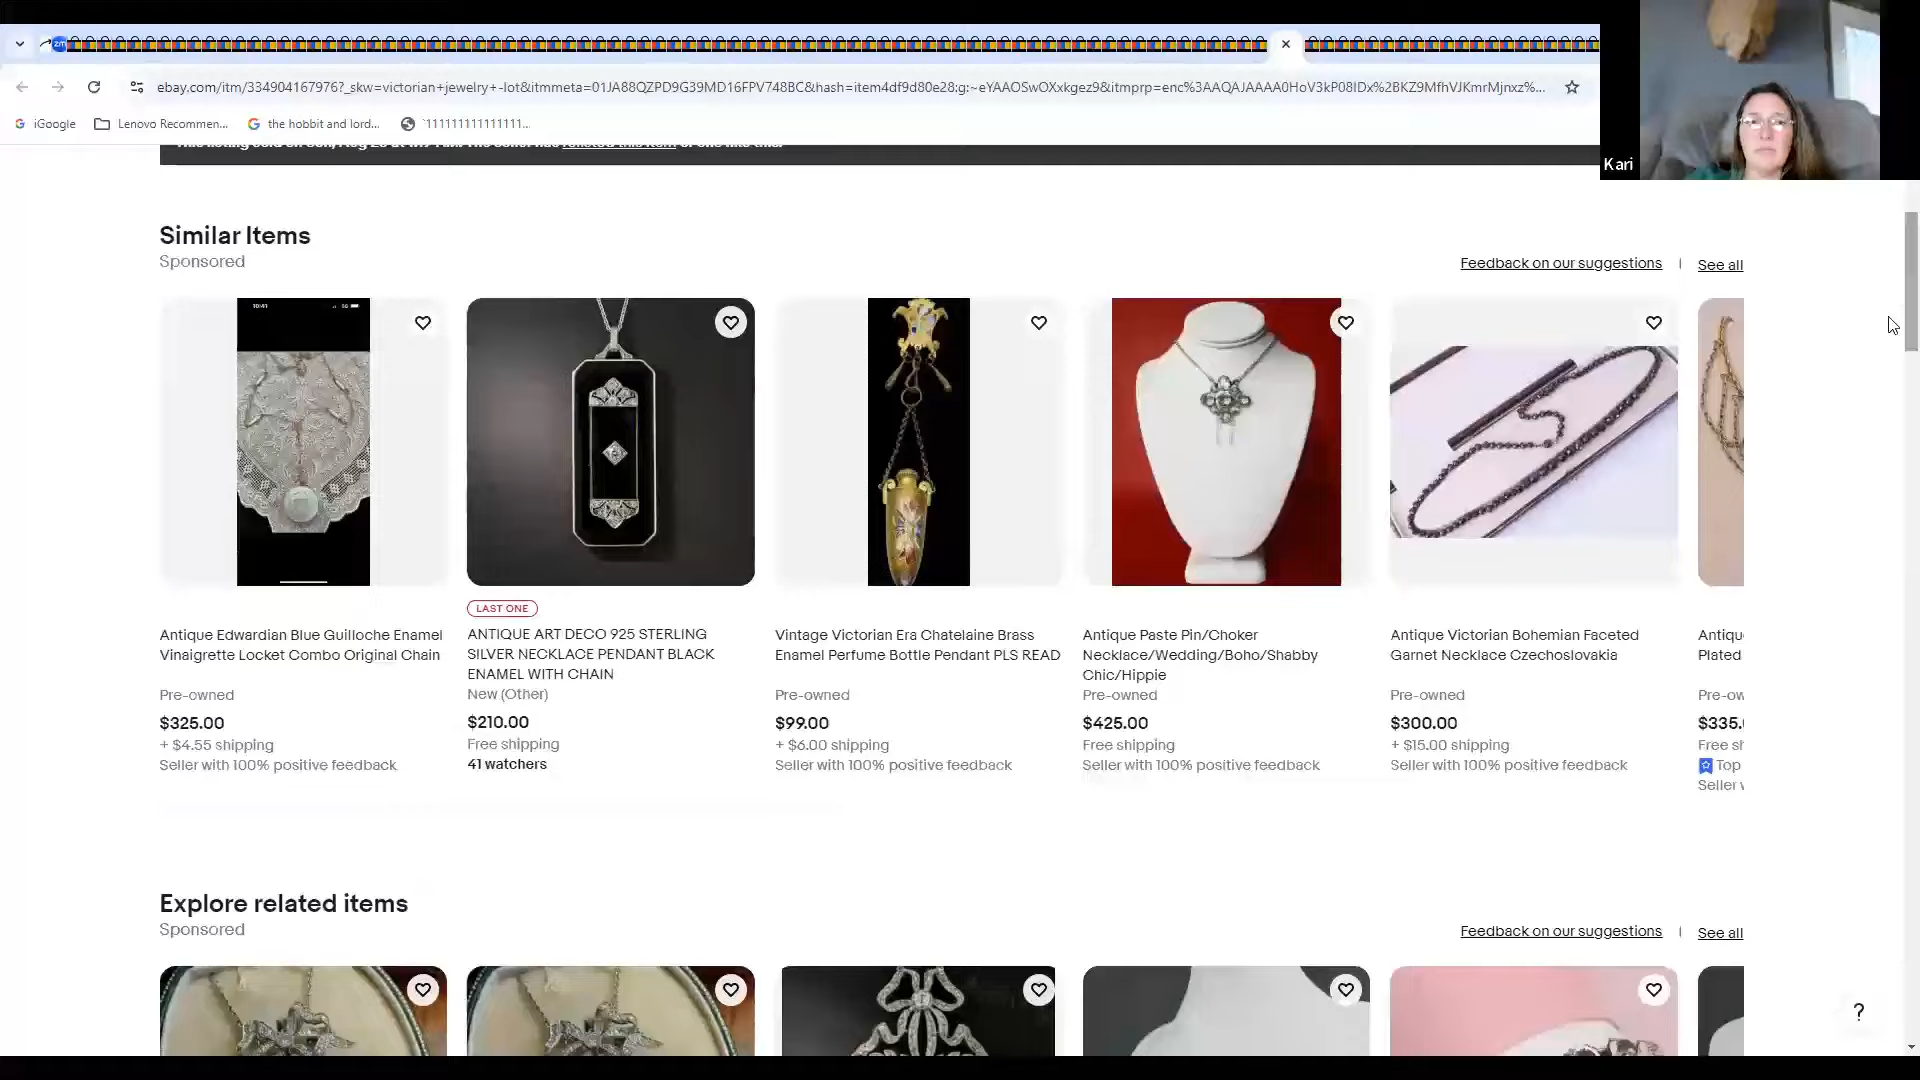 ebay.com/itm/334904167976?_skw=victorian+jewelry+-lot&itmmeta=01JA88QZPD9G39MD16FPV748BC&hash=item4df9d80e28:g:~eYAAOSwOXxkgez9&itmprp=enc%3AAQAJAAAA0HoV3kP08IDx%2BKZ9MfhVJKmrMjnxz%...
iGoogle
Lenovo Recommen...
the hobbit and lord...
`111111111111111...
Kari
Similar Items
Sponsored
Feedback on our suggestions
See all
10:41
LAST ONE
Antique Edwardian Blue Guilloche Enamel
Vinaigrette Locket Combo Original Chain
Pre-owned
$325.00
+ $4.55 shipping
Seller with 100% positive feedback
ANTIQUE ART DECO 925 STERLING
SILVER NECKLACE PENDANT BLACK
ENAMEL WITH CHAIN
New (Other)
$210.00
Free shipping
41 watchers
Vintage Victorian Era Chatelaine Brass
Enamel Perfume Bottle Pendant PLS READ
Pre-owned
$99.00
+ $6.00 shipping
Seller with 100% positive feedback
Antique Paste Pin/Choker
Necklace/Wedding/Boho/Shabby
Chic/Hippie
Pre-owned
$425.00
Free shipping
Seller with 100% positive feedback
Antique Victorian Bohemian Faceted
Garnet Necklace Czechoslovakia
Pre-owned
$300.00
+ $15.00 shipping
Seller with 100% positive feedback
Antiqu
Plated
Pre-ow
$335.
Free sh
Top
Seller
Explore related items
Sponsored
Feedback on our suggestions
See all
?